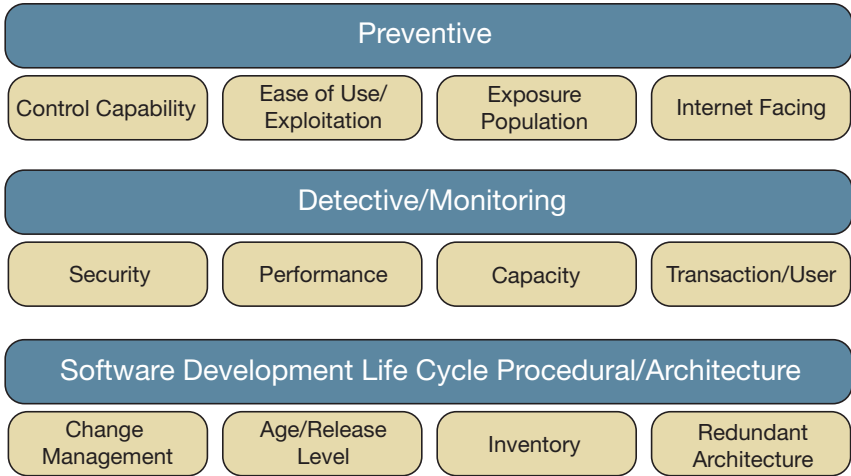 Preventive
Control Capability
Ease of Use/
Exploitation
Exposure
Population
Internet Facing
Detective/Monitoring
Security
Performance
Capacity
Transaction/User
Software Development Life Cycle Procedural/Architecture
Change
Management
Age/Release
Level
Inventory
Redundant
Architecture